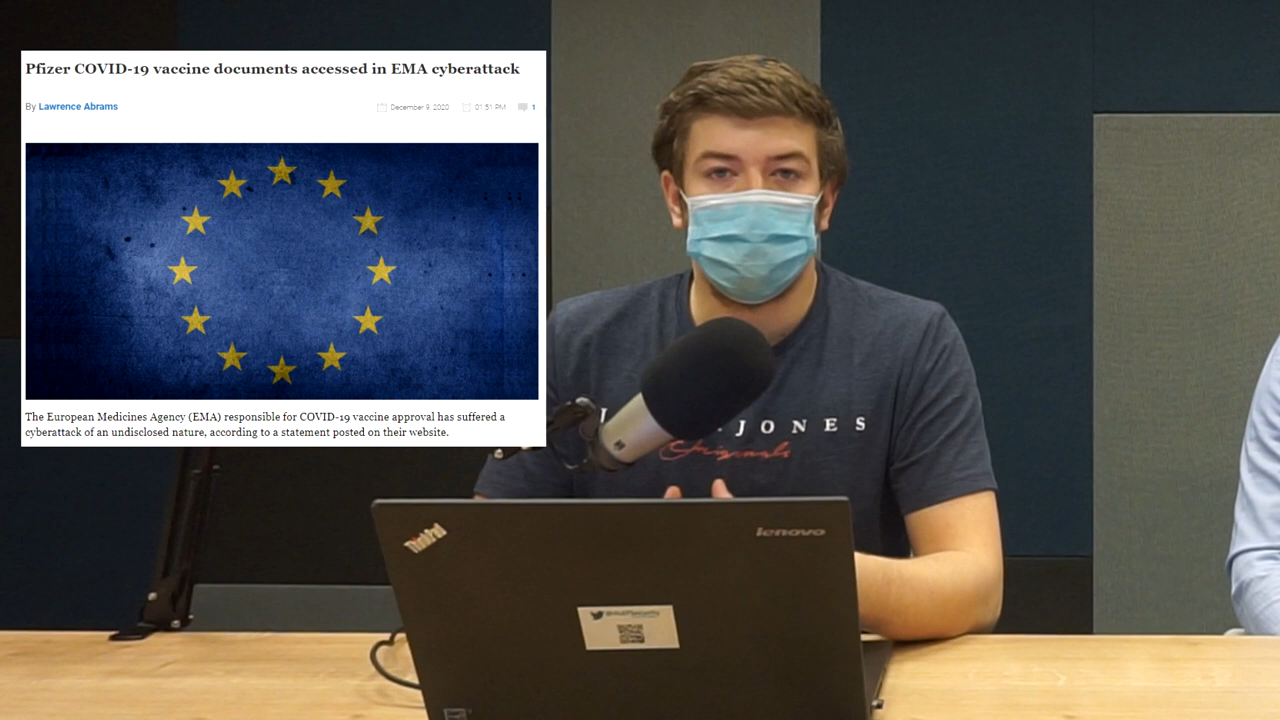 Pfizer COVID-19 vaccine documents accessed in EMA cyberattack
By Lawrence Abrams
December 9, 2020 01:51 PM 1
The European Medicines Agency (EMA) responsible for COVID-19 vaccine approval has suffered a
cyberattack of an undisclosed nature, according to a statement posted on their website.
JONES
Originals
ThinkPad
lenovo